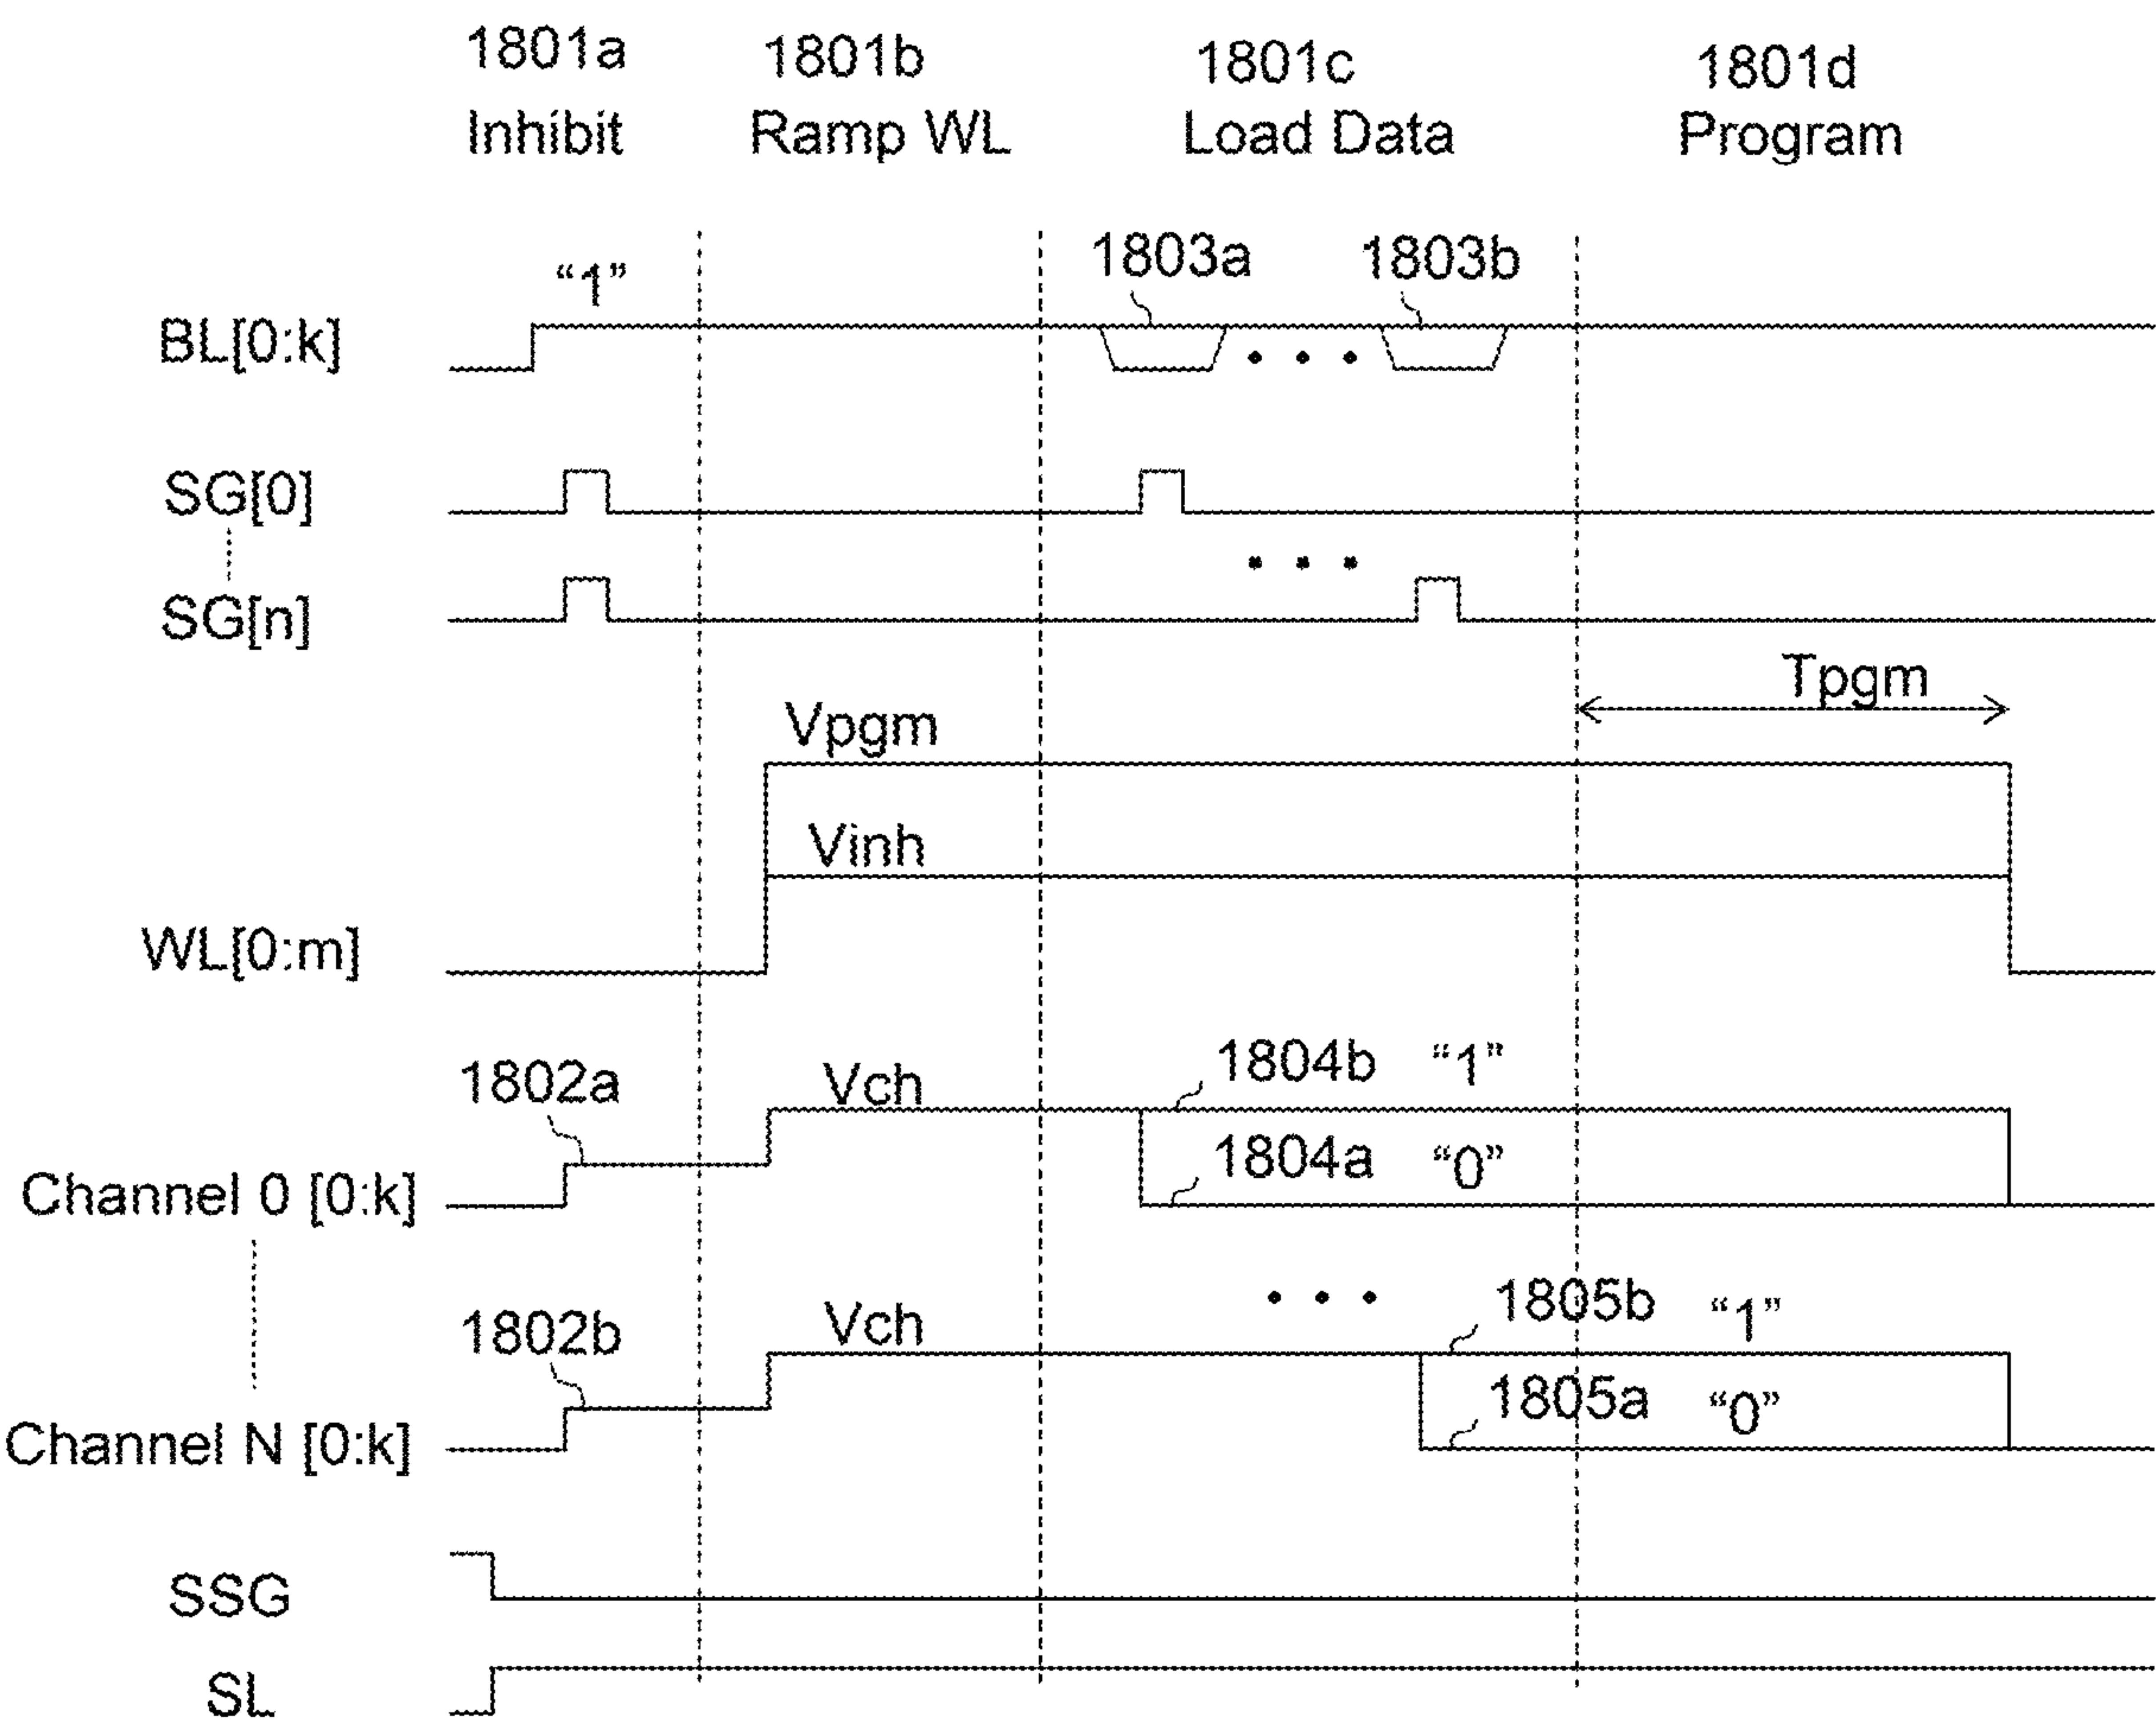 1801a 1801b 1801c 1801d
Inhibit Ramp WL Load Data Program
1803a 1803b
“1”
BL[0:k]
SG[0]
SG[n]
Tpgm
Vpgm
Vinh
WL[0:m]
1804b “1”
1802a Vch
1804a “0”
Channel 0 [0:k]
1805b “1”
1802b Vch
1805a “0”
Channel N [0:k]
SSG
SL